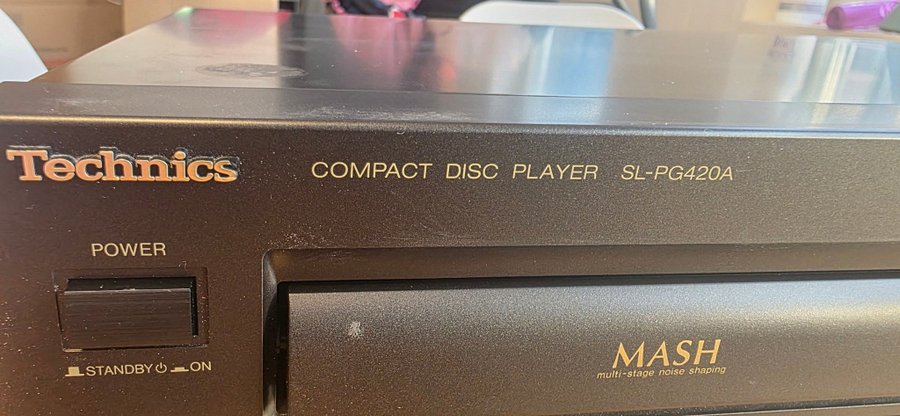 Technics
COMPACT DISC PLAYER SL-PG420A
POWER
STANDBY ⏻ ON
MASH
multi-stage noise shaping